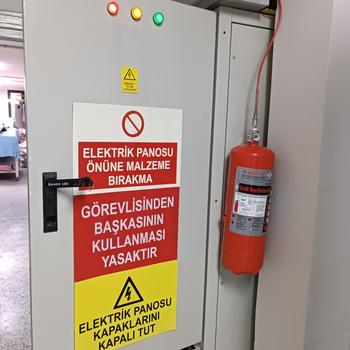 ELEKTRİK PANOSU
ÖNÜNE MALZEME
BIRAKMA
GÖREVLİSİNDEN
BAŞKASININ
KULLANMASI
YASAKTIR
ELEKTRİK PANOSU
KAPAKLARINI
KAPALI TUT